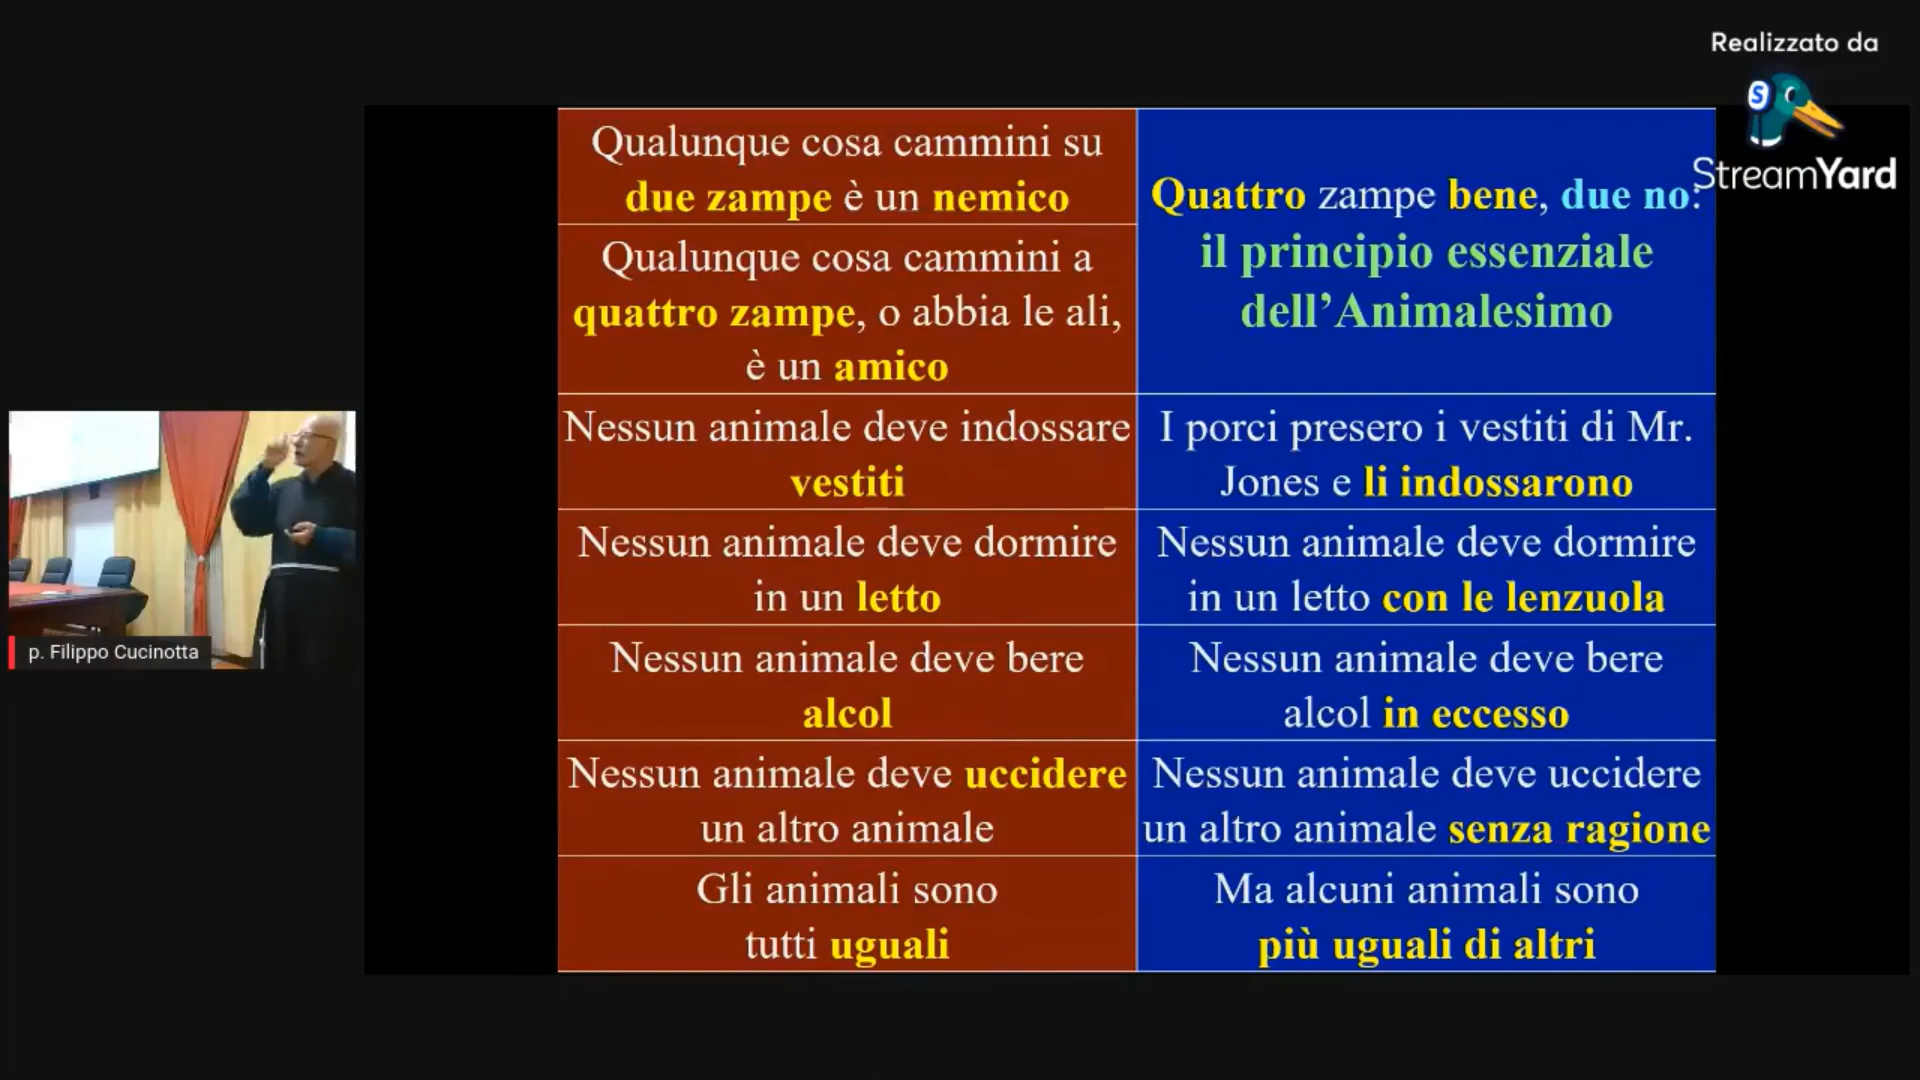 Realizzato da
StreamYard
Qualunque cosa cammini su
due zampe è un nemico
Qualunque cosa cammini a
quattro zampe, o abbia le ali,
è un amico
Quattro zampe bene, due no:
il principio essenziale
dell’Animalesimo
Nessun animale deve indossare
vestiti
I porci presero i vestiti di Mr.
Jones e li indossarono
Nessun animale deve dormire
in un letto
Nessun animale deve dormire
in un letto con le lenzuola
Nessun animale deve bere
alcol
Nessun animale deve bere
alcol in eccesso
Nessun animale deve uccidere
un altro animale
Nessun animale deve uccidere
un altro animale senza ragione
Gli animali sono
tutti uguali
Ma alcuni animali sono
più uguali di altri
p. Filippo Cucinotta